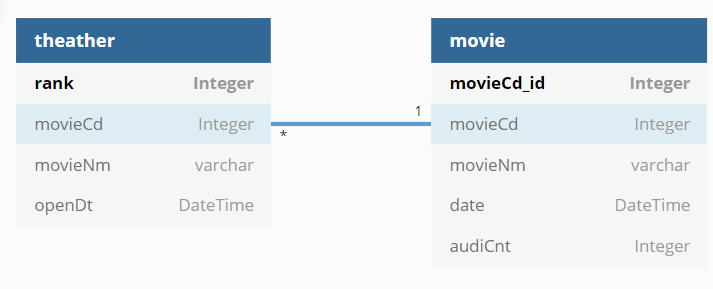 theather
rank Integer
movieCd Integer
movieNm varchar
openDt DateTime
* 1
movie
movieCd_id Integer
movieCd Integer
movieNm varchar
date DateTime
audiCnt Integer